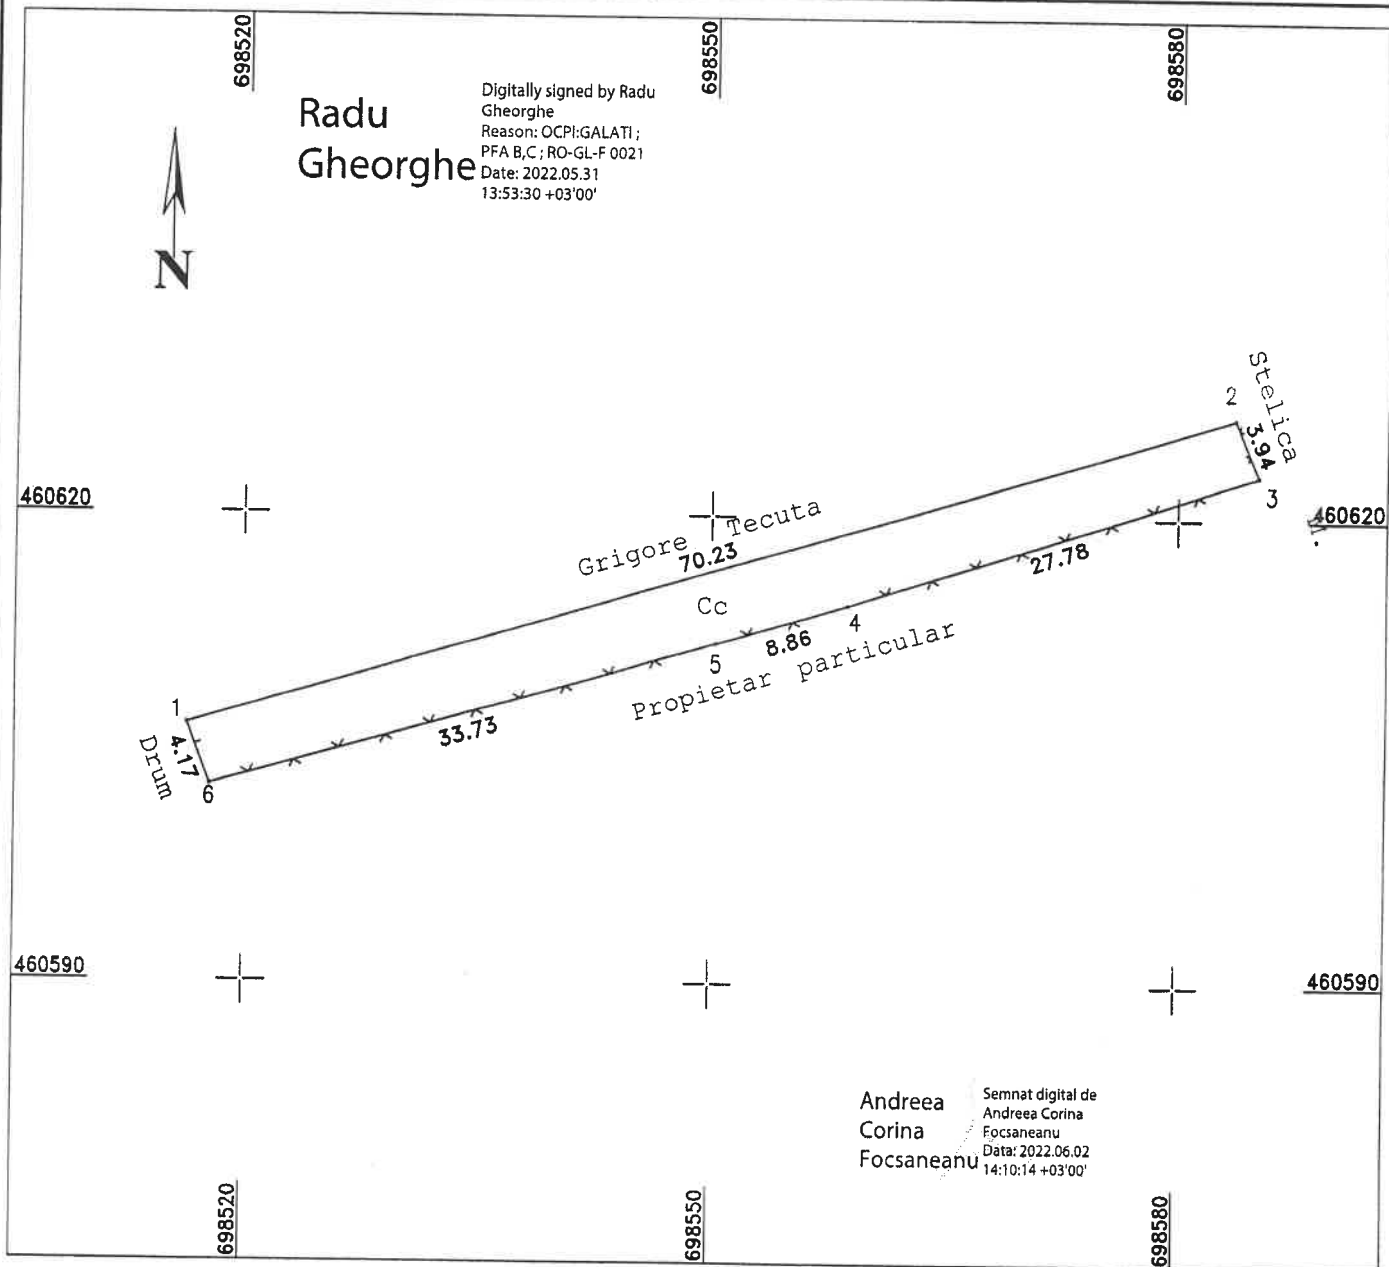 698520
698550
698580
Radu
Gheorghe
Digitally signed by Radu
Gheorghe
Reason: OCPI:GALATI ;
PFA B,C ; RO-GL-F 0021
Date: 2022.05.31
13:53:30 +03'00'
N
2
Stelica
3.94
3
460620
460620
Grigore Tecuta
70.23
Cc
27.78
4
8.86
5
Propietar particular
1
4.17
Drum
6
33.73
460590
460590
Andreea
Corina
Focsaneanu
Semnat digital de
Andreea Corina
Focsaneanu
Data: 2022.06.02
14:10:14 +03'00'
698520
698550
698580